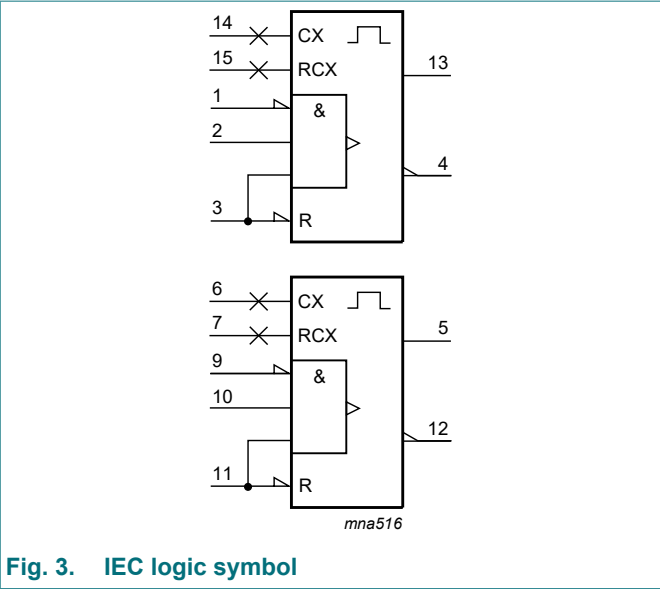 14 CX
15 RCX 13
1 &
2
4
3 R
6 CX
7 RCX 5
9 &
10
12
11 R
mna516
Fig. 3. IEC logic symbol